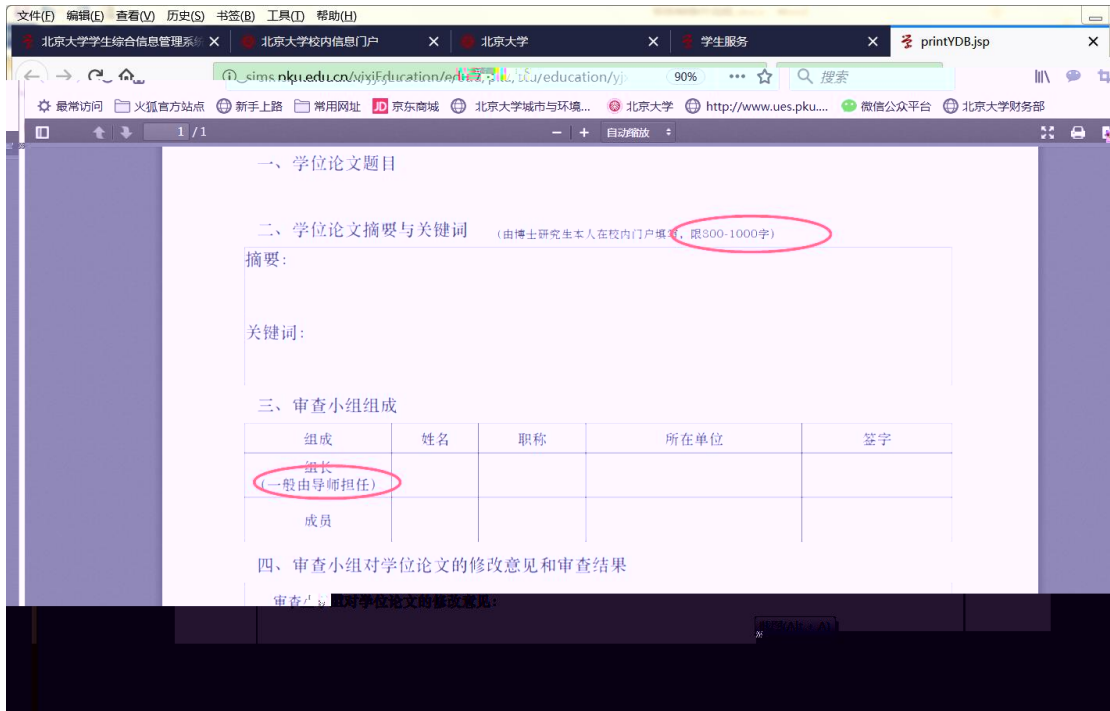 文件(F) 编辑(E) 查看(V) 历史(S) 书签(B) 工具(T) 帮助(H)
北京大学学生综合信息管理系统 北京大学校内信息门户 北京大学 学生服务 printYDB.jsp
sims.pku.edu.cn 90% 搜索
最常访问 火狐官方站点 新手上路 常用网址 JD 京东商城 北京大学城市与环境... 北京大学 http://www.ues.pku.... 微信公众平台 北京大学财务部
1 / 1 自动缩放
一、学位论文题目
二、学位论文摘要与关键词 (由博士研究生本人在校内门户填写，限800-1000字)
摘要:
关键词:
三、审查小组组成
组成 姓名 职称 所在单位 签字
组长
(一般由导师担任)
成员
四、审查小组对学位论文的修改意见和审查结果
审查小组对学位论文的修改意见: